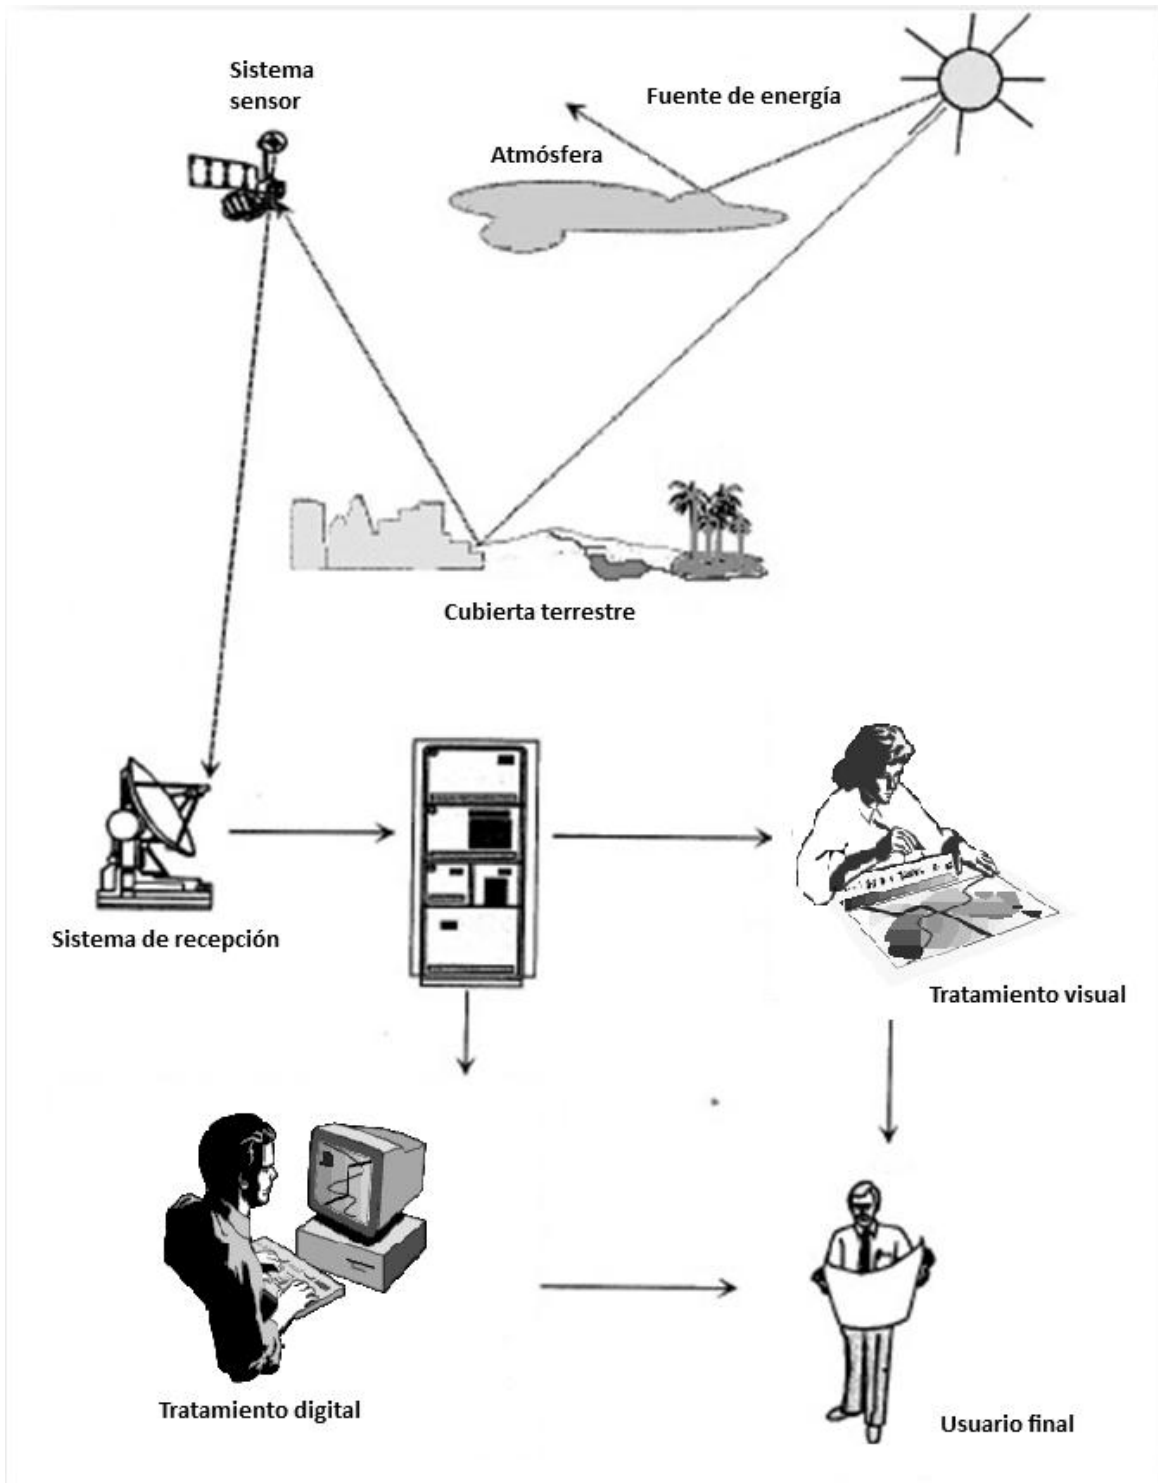 Sistema
sensor
Fuente de energía
Atmósfera
Cubierta terrestre
Sistema de recepción
Tratamiento visual
Tratamiento digital
Usuario final